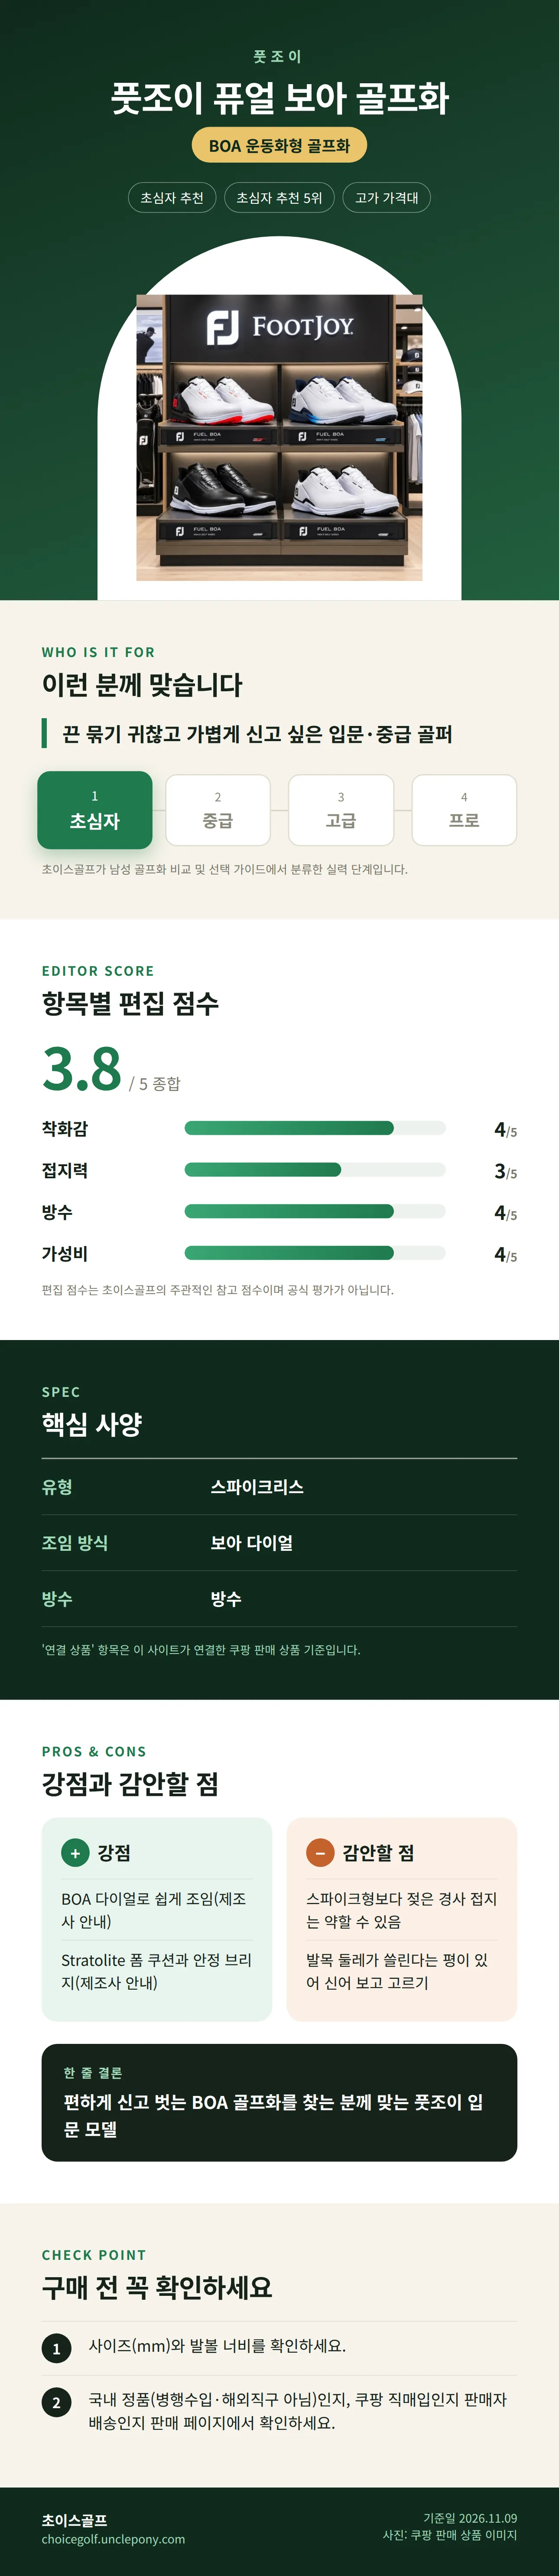 풋조이
풋조이 퓨얼 보아 골프화
BOA 운동화형 골프화
초심자 추천
초심자 추천 5위
고가 가격대
FJ FOOTJOY
FUEL BOA
FUEL BOA
FUEL BOA
FUEL BOA
WHO IS IT FOR
이런 분께 맞습니다
끈 묶기 귀찮고 가볍게 신고 싶은 입문·중급 골퍼
1
초심자
2
중급
3
고급
4
프로
초이스골프가 남성 골프화 비교 및 선택 가이드에서 분류한 실력 단계입니다.
EDITOR SCORE
항목별 편집 점수
3.8 / 5 종합
착화감 4/5
접지력 3/5
방수 4/5
가성비 4/5
편집 점수는 초이스골프의 주관적인 참고 점수이며 공식 평가가 아닙니다.
SPEC
핵심 사양
유형 스파이크리스
조임 방식 보아 다이얼
방수 방수
'연결 상품' 항목은 이 사이트가 연결한 쿠팡 판매 상품 기준입니다.
PROS & CONS
강점과 감안할 점
+ 강점
BOA 다이얼로 쉽게 조임(제조
사 안내)
Stratolite 폼 쿠션과 안정 브리
지(제조사 안내)
− 감안할 점
스파이크형보다 젖은 경사 접지
는 약할 수 있음
발목 둘레가 쓸린다는 평이 있
어 신어 보고 고르기
한 줄 결론
편하게 신고 벗는 BOA 골프화를 찾는 분께 맞는 풋조이 입
문 모델
CHECK POINT
구매 전 꼭 확인하세요
1 사이즈(mm)와 발볼 너비를 확인하세요.
2 국내 정품(병행수입·해외직구 아님)인지, 쿠팡 직매입인지 판매자
배송인지 판매 페이지에서 확인하세요.
초이스골프
choicegolf.unclepony.com
기준일 2026.11.09
사진: 쿠팡 판매 상품 이미지